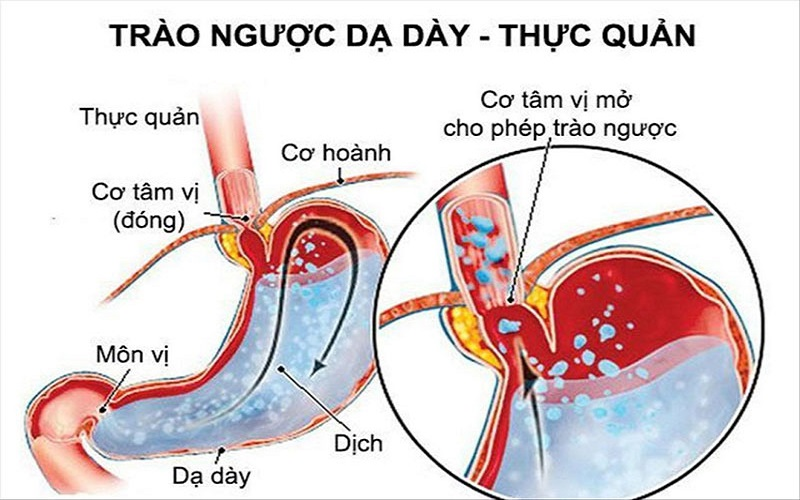 TRÀO NGƯỢC DẠ DÀY - THỰC QUẢN
Thực quản
Cơ hoành
Cơ tâm vị
(đóng)
Môn vị
Dạ dày
Dịch
Cơ tâm vị mở
cho phép trào ngược